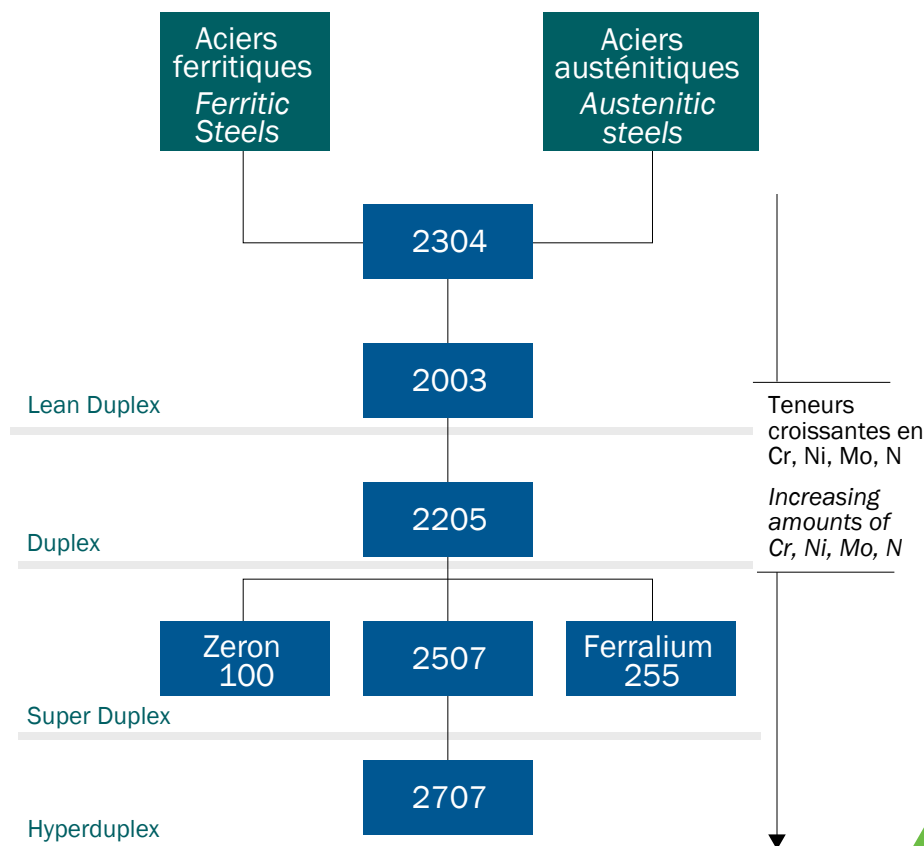 Aciers
ferritiques
Ferritic
Steels
Aciers
austénitiques
Austenitic
steels
2304
2003
Lean Duplex
Teneurs
croissantes en
Cr, Ni, Mo, N
Increasing
amounts of
Cr, Ni, Mo, N
2205
Duplex
Zeron
100
2507
Ferralium
255
Super Duplex
2707
Hyperduplex